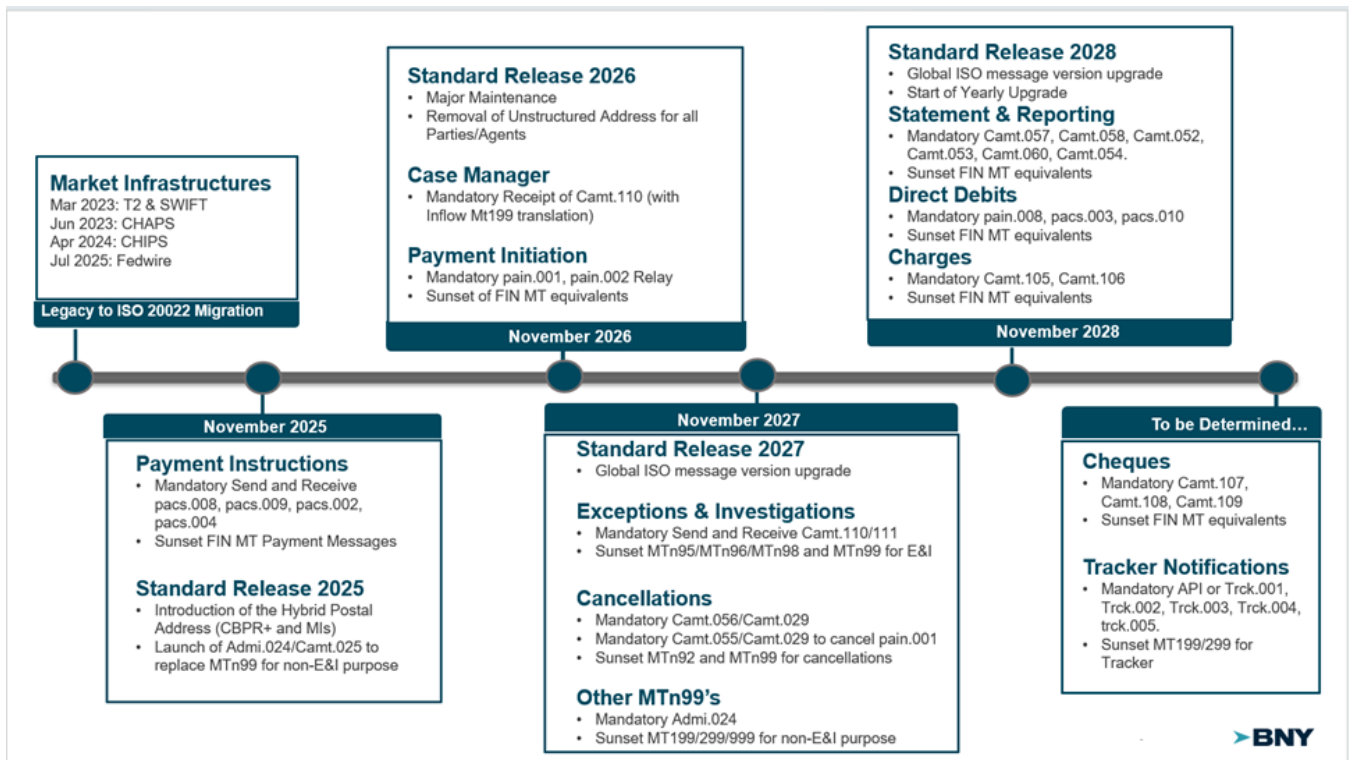 Market Infrastructures
Mar 2023: T2 & SWIFT
Jun 2023: CHAPS
Apr 2024: CHIPS
Jul 2025: Fedwire
Legacy to ISO 20022 Migration
November 2025
Payment Instructions
• Mandatory Send and Receive
pacs.008, pacs.009, pacs.002,
pacs.004
• Sunset FIN MT Payment Messages
Standard Release 2025
• Introduction of the Hybrid Postal
Address (CBPR+ and MIs)
• Launch of Admi.024/Camt.025 to
replace MTn99 for non-E&I purpose
Standard Release 2026
• Major Maintenance
• Removal of Unstructured Address for all
Parties/Agents
Case Manager
• Mandatory Receipt of Camt.110 (with
Inflow Mt199 translation)
Payment Initiation
• Mandatory pain.001, pain.002 Relay
• Sunset of FIN MT equivalents
November 2026
November 2027
Standard Release 2027
• Global ISO message version upgrade
Exceptions & Investigations
• Mandatory Send and Receive Camt.110/111
• Sunset MTn95/MTn96/MTn98 and MTn99 for E&I
Cancellations
• Mandatory Camt.056/Camt.029
• Mandatory Camt.055/Camt.029 to cancel pain.001
• Sunset MTn92 and MTn99 for cancellations
Other MTn99's
• Mandatory Admi.024
• Sunset MT199/299/999 for non-E&I purpose
Standard Release 2028
• Global ISO message version upgrade
• Start of Yearly Upgrade
Statement & Reporting
• Mandatory Camt.057, Camt.058, Camt.052,
Camt.053, Camt.060, Camt.054.
• Sunset FIN MT equivalents
Direct Debits
• Mandatory pain.008, pacs.003, pacs.010
• Sunset FIN MT equivalents
Charges
• Mandatory Camt.105, Camt.106
• Sunset FIN MT equivalents
November 2028
To be Determined...
Cheques
• Mandatory Camt.107,
Camt.108, Camt.109
• Sunset FIN MT equivalents
Tracker Notifications
• Mandatory API or Trck.001,
Trck.002, Trck.003, Trck.004,
trck.005.
• Sunset MT199/299 for
Tracker
BNY